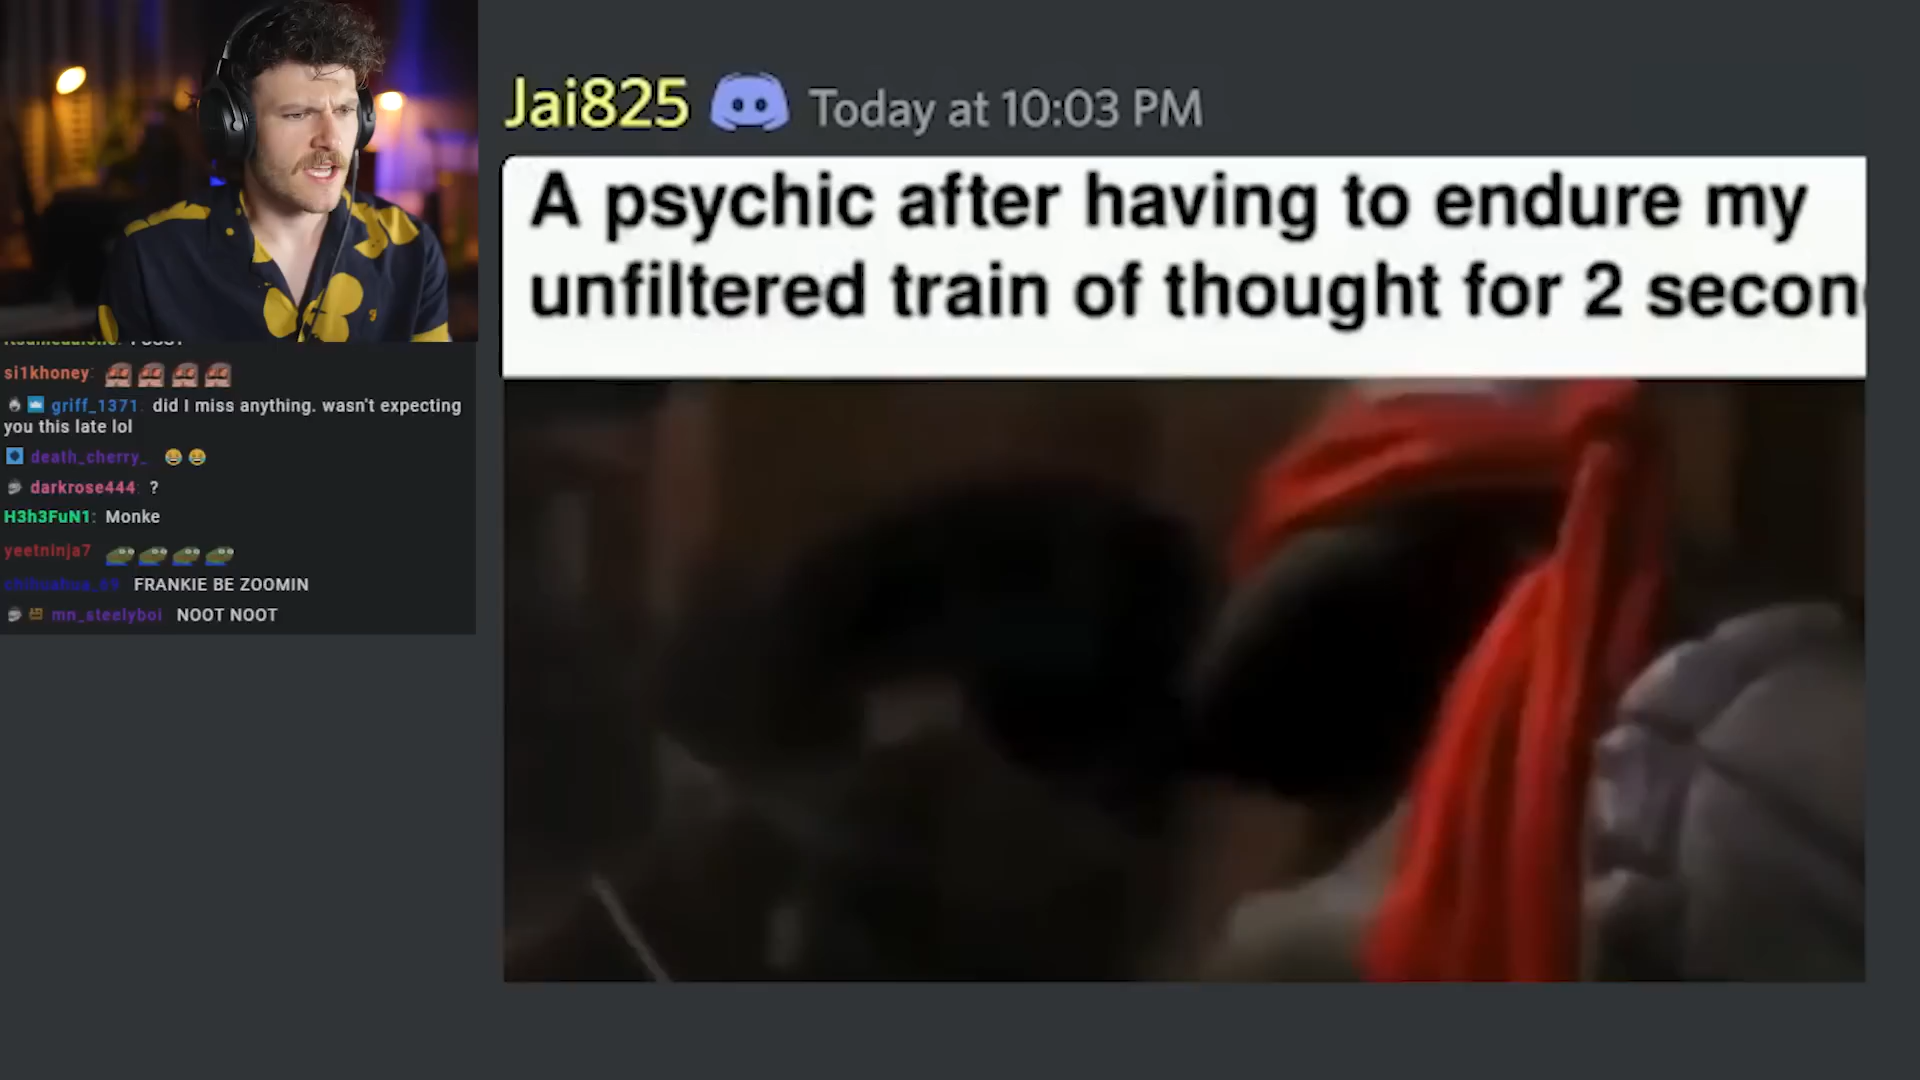 Jai825 Today at 10:03 PM
A psychic after having to endure my
unfiltered train of thought for 2 secon
si1khoney:
griff_1371: did I miss anything. wasn't expecting
you this late lol
death_cherry_
darkrose444: ?
H3h3FuN1: Monke
yeetninja7
chihuahua_69 FRANKIE BE ZOOMIN
mn_steelyboi NOOT NOOT